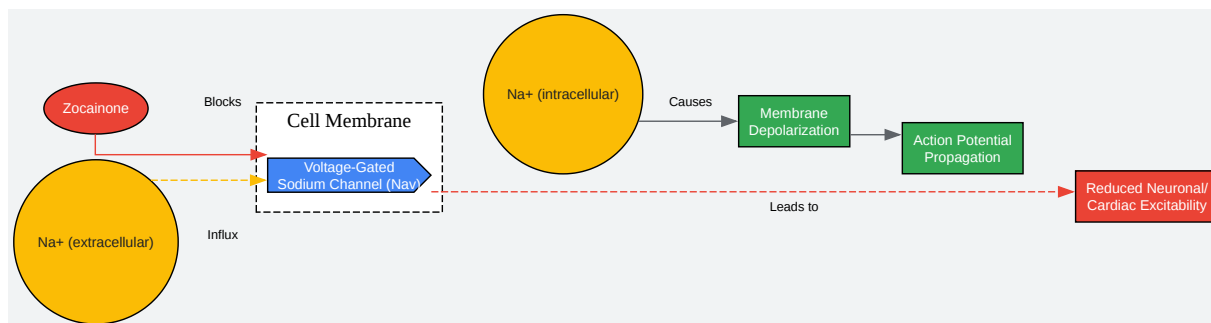 Zocainone
Blocks
Cell Membrane
Voltage-Gated
Sodium Channel (Nav)
Na+ (extracellular)
Influx
Na+ (intracellular)
Causes
Membrane
Depolarization
Action Potential
Propagation
Leads to
Reduced Neuronal/
Cardiac Excitability